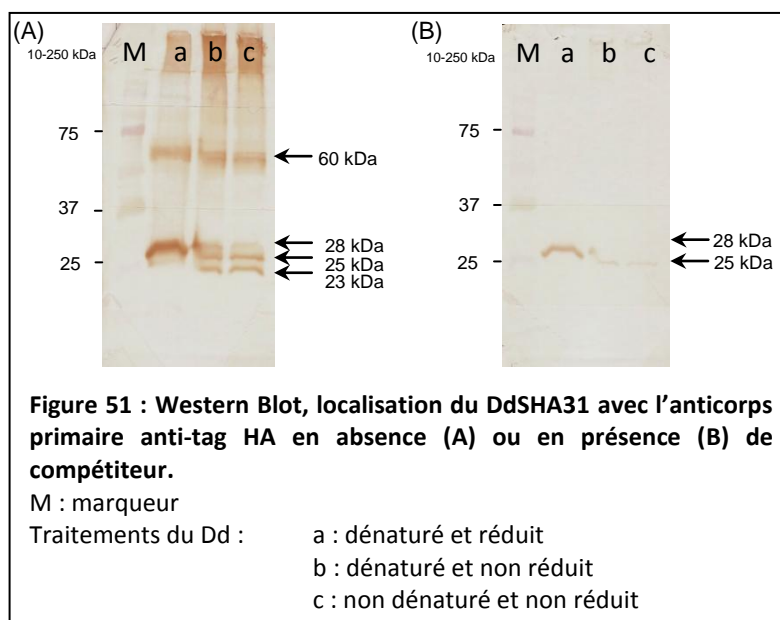 (A)
10-250 kDa
M a b c
75
60 kDa
37
28 kDa
25
25 kDa
23 kDa
(B)
10-250 kDa
M a b c
75
37
28 kDa
25
25 kDa
Figure 51 : Western Blot, localisation du DdSHA31 avec l'anticorps
primaire anti-tag HA en absence (A) ou en présence (B) de
compétiteur.
M : marqueur
Traitements du Dd : a : dénaturé et réduit
b : dénaturé et non réduit
c : non dénaturé et non réduit